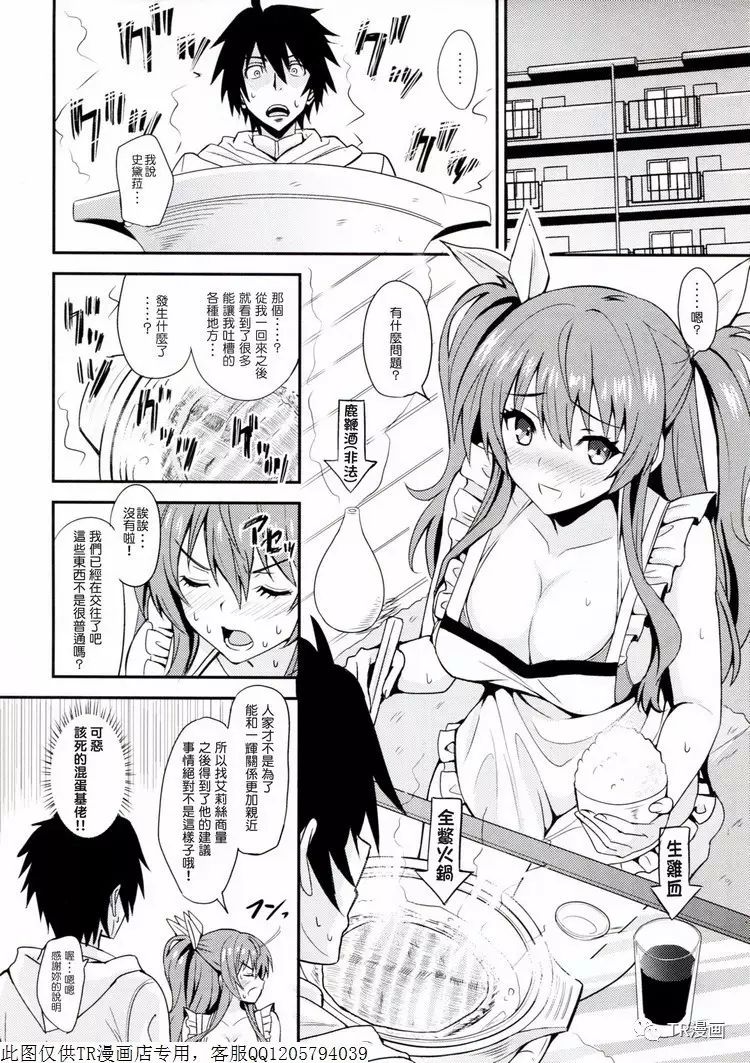 ……
我說
史黛菈…
……嗯?
有什麼問題?
鹿鞭酒(非法)
生雞血
全鱉火鍋
那個……?
從我一回來之後
就看到了很多
能讓我吐槽的
各種地方…
發生什麼了
……?
誒誒…
沒有啦!
我們已經在交往了吧
這些東西不是很普通嗎?
アセッ
人家才不是為了
能和一輝關係更加親近
所以找艾莉絲商量
之後得到了他的建議
事情絕對不是這樣子哦!
フンッ
可惡
該死的混蛋基佬!!
喔…嗯嗯
感謝妳的說明
TR漫画
此图仅供TR漫画店专用，客服QQ1205794039